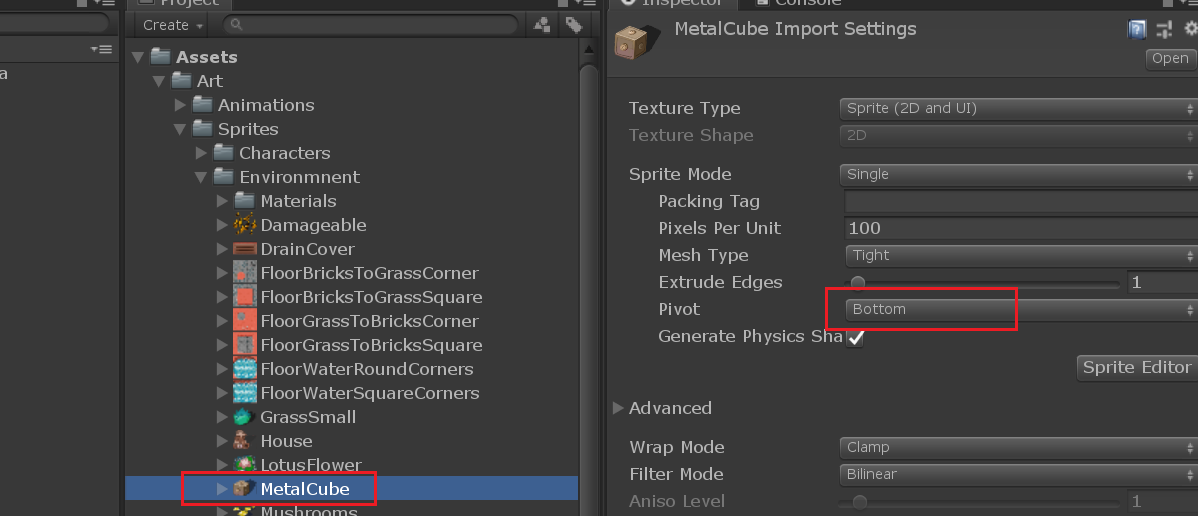 Project
Create
a
Assets
Art
Animations
Sprites
Characters
Environmnent
Materials
Damageable
DrainCover
FloorBricksToGrassCorner
FloorBricksToGrassSquare
FloorGrassToBricksCorner
FloorGrassToBricksSquare
FloorWaterRoundCorners
FloorWaterSquareCorners
GrassSmall
House
LotusFlower
MetalCube
Mushrooms
Inspector
Console
MetalCube Import Settings
Open
Texture Type Sprite (2D and UI)
Texture Shape 2D
Sprite Mode Single
Packing Tag
Pixels Per Unit 100
Mesh Type Tight
Extrude Edges 1
Pivot Bottom
Generate Physics Sha
Sprite Editor
Advanced
Wrap Mode Clamp
Filter Mode Bilinear
Aniso Level 1